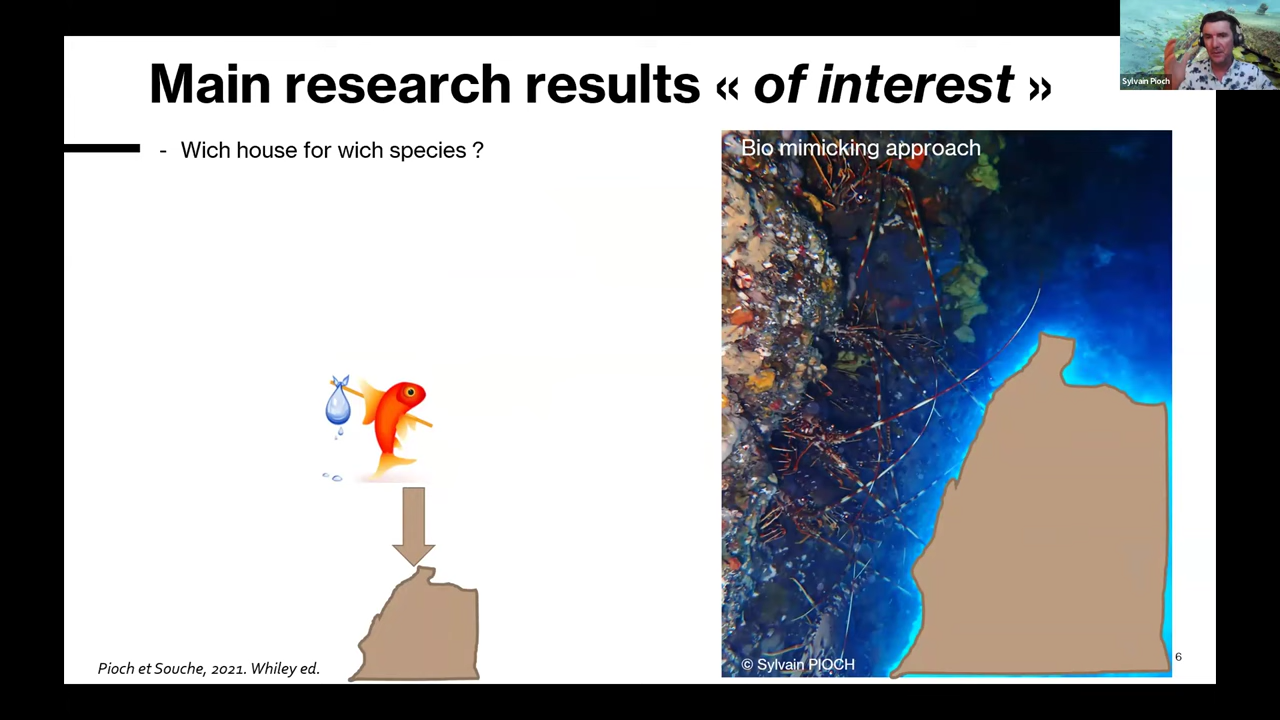 Main research results « of interest »
Sylvain Pioch
- Wich house for wich species ?
Bio mimicking approach
© Sylvain PIOCH
Pioch et Souche, 2021. Whiley ed.
6